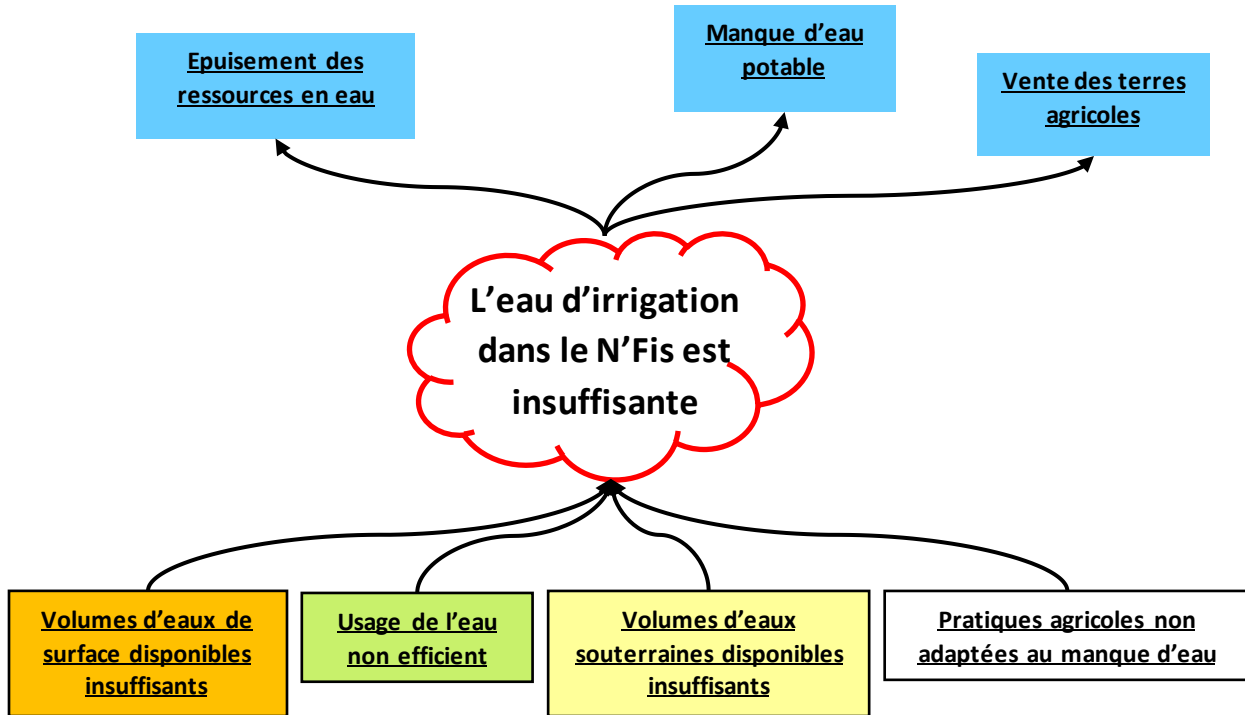 Epuisement des
ressources en eau
Manque d’eau
potable
Vente des terres
agricoles
L’eau d’irrigation
dans le N’Fis est
insuffisante
Volumes d’eaux de
surface disponibles
insuffisants
Usage de l’eau
non efficient
Volumes d’eaux
souterraines disponibles
insuffisants
Pratiques agricoles non
adaptées au manque d’eau